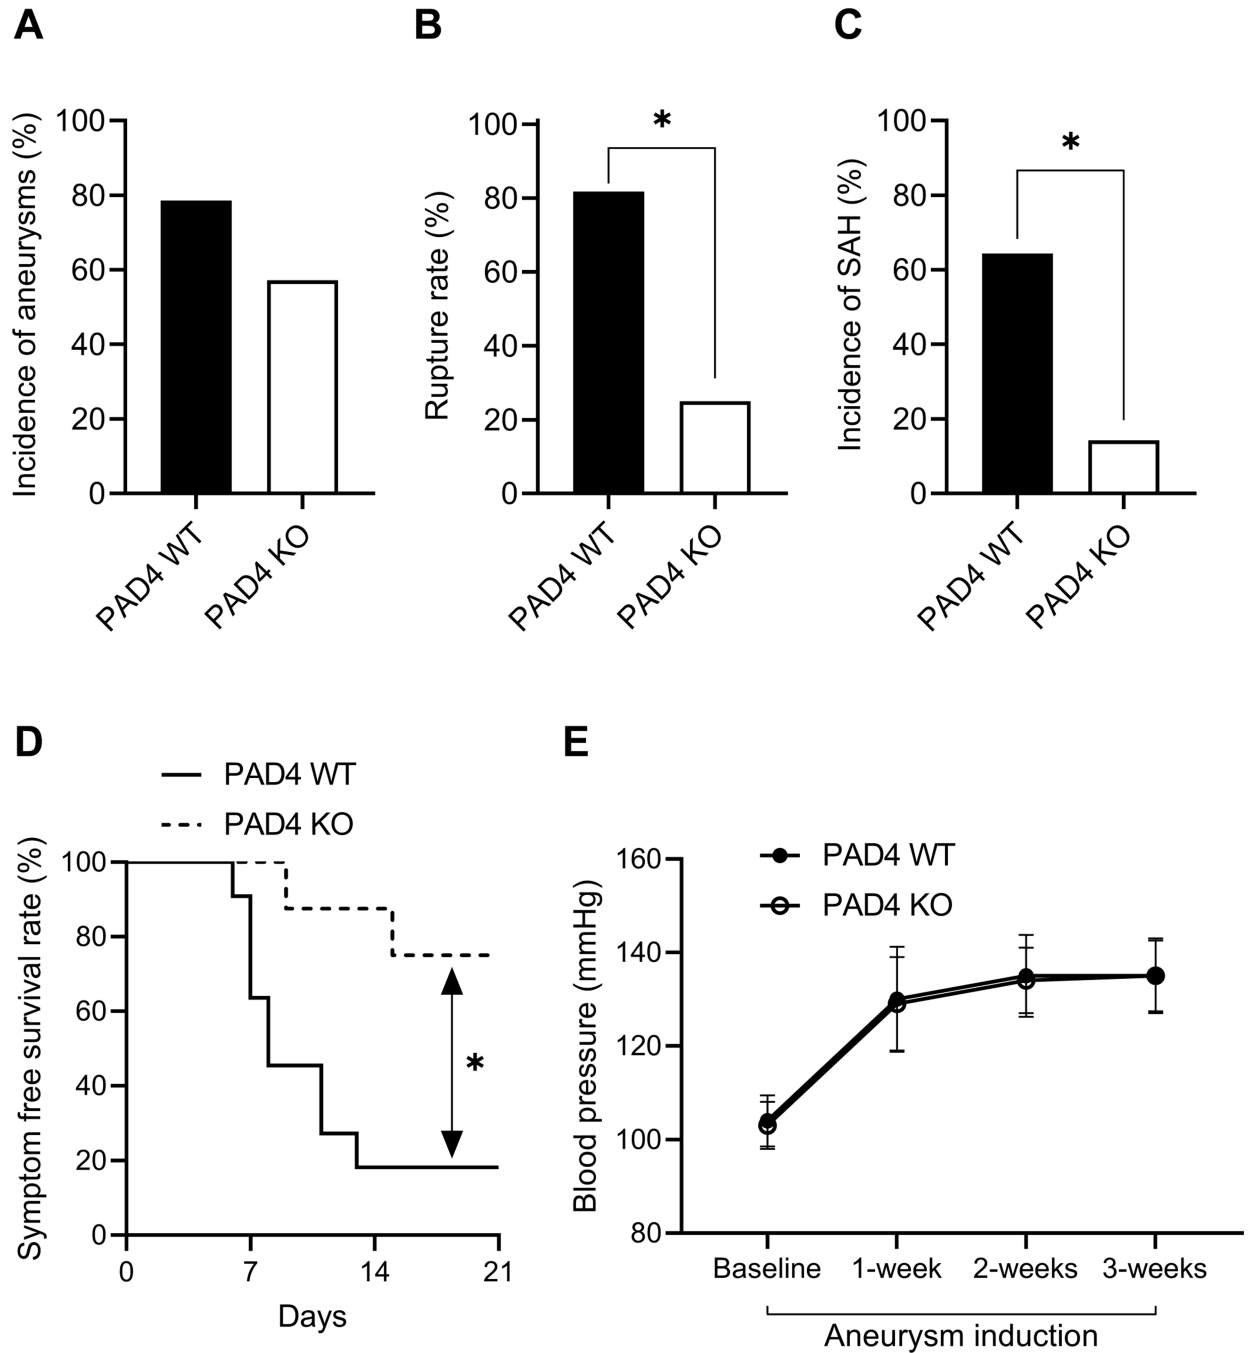 A
Incidence of aneurysms (%)
100
80
60
40
20
0
PAD4 WT
PAD4 KO
B
Rupture rate (%)
100
80
60
40
20
0
*
PAD4 WT
PAD4 KO
C
Incidence of SAH (%)
100
80
60
40
20
0
*
PAD4 WT
PAD4 KO
D
PAD4 WT
PAD4 KO
Symptom free survival rate (%)
100
80
60
40
20
0
*
0 7 14 21
Days
E
PAD4 WT
PAD4 KO
Blood pressure (mmHg)
160
140
120
100
80
Baseline 1-week 2-weeks 3-weeks
Aneurysm induction